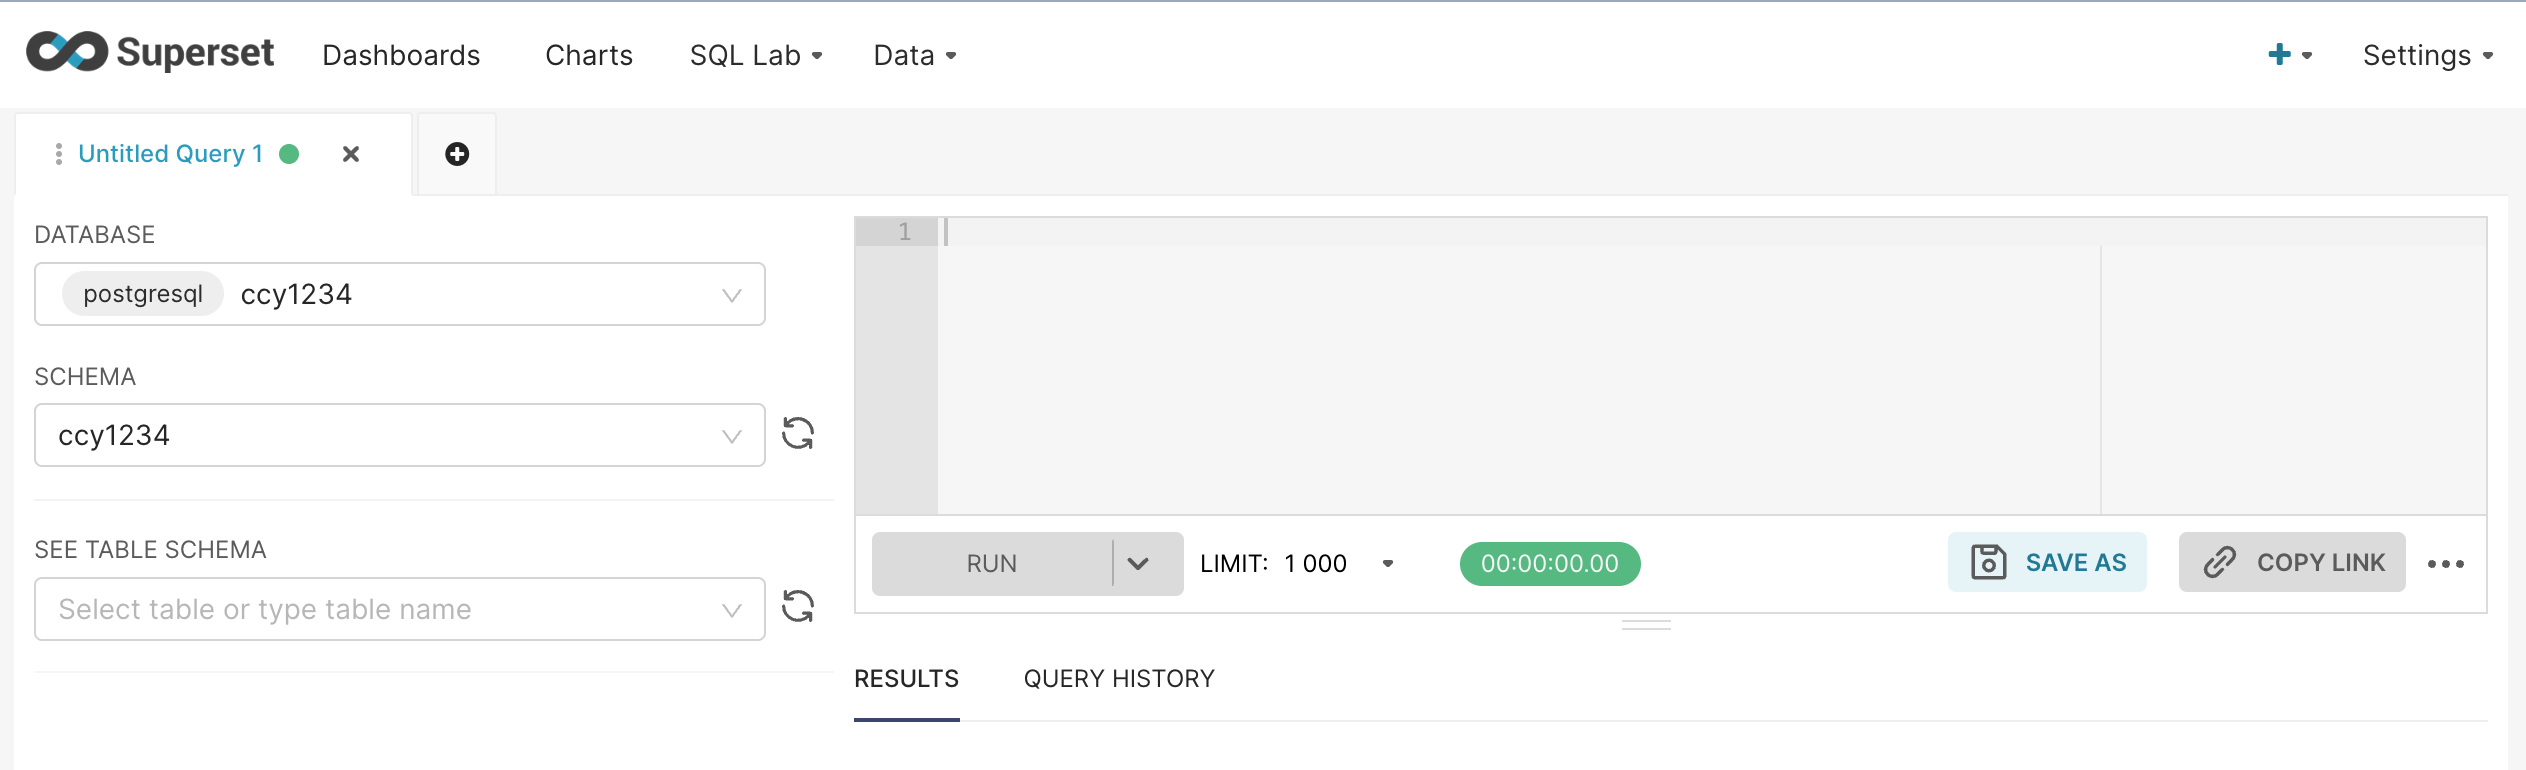 Superset Dashboards Charts SQL Lab Data + Settings
Untitled Query 1
DATABASE
postgresql ccy1234
SCHEMA
ccy1234
SEE TABLE SCHEMA
Select table or type table name
1
RUN LIMIT: 1 000 00:00:00.00 SAVE AS COPY LINK
RESULTS QUERY HISTORY